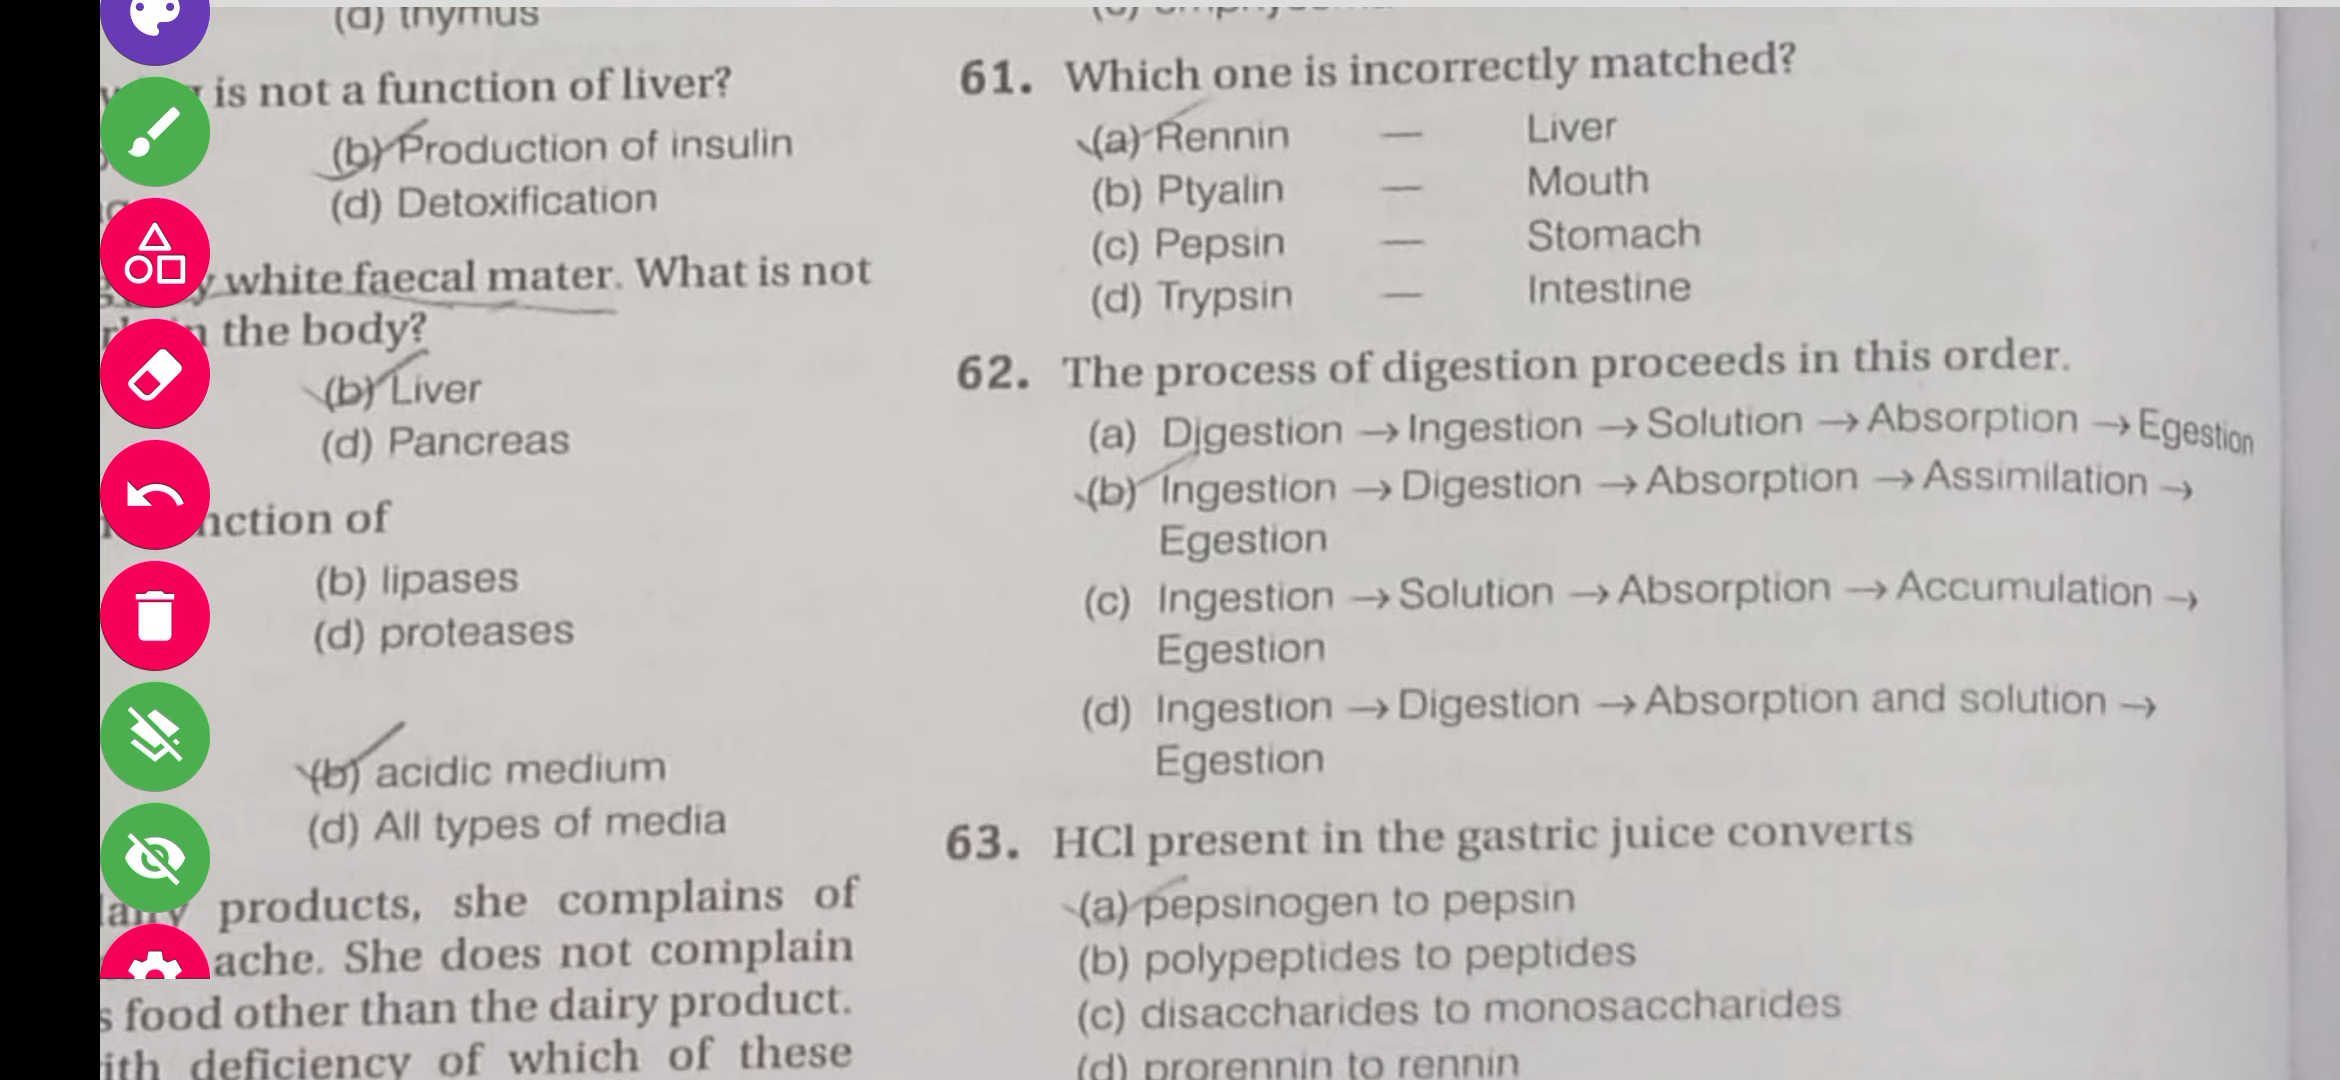 (d) thymus
is not a function of liver?
(b) Production of insulin
(d) Detoxification
white faecal mater. What is not
the body?
(b) Liver
(d) Pancreas
(b) lipases
(d) proteases
(b) acidic medium
(d) All types of media
products, she complains of
ache. She does not complain
food other than the dairy product.
deficiency of which of these
61. Which one is incorrectly matched?
(a) Rennin — Liver
(b) Ptyalin — Mouth
(c) Pepsin — Stomach
(d) Trypsin — Intestine
62. The process of digestion proceeds in this order.
(a) Digestion → Ingestion → Solution → Absorption → Egestion
(b) Ingestion → Digestion → Absorption → Assimilation →
Egestion
(c) Ingestion → Solution → Absorption → Accumulation →
Egestion
(d) Ingestion → Digestion → Absorption and solution →
Egestion
63. HCl present in the gastric juice converts
(a) pepsinogen to pepsin
(b) polypeptides to peptides
(c) disaccharides to monosaccharides
(d) prorennin to rennin